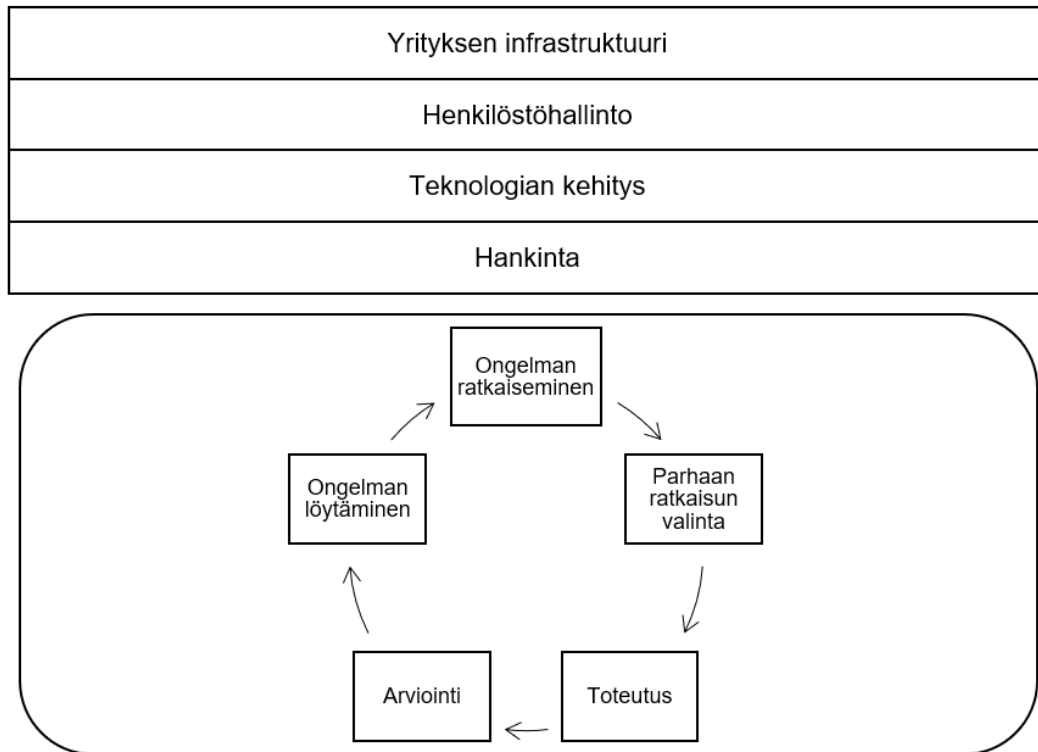 Yrityksen infrastruktuuri
Henkilöstöhallinto
Teknologian kehitys
Hankinta
Ongelman
ratkaiseminen
Ongelman
löytäminen
Parhaan
ratkaisun
valinta
Arviointi
Toteutus